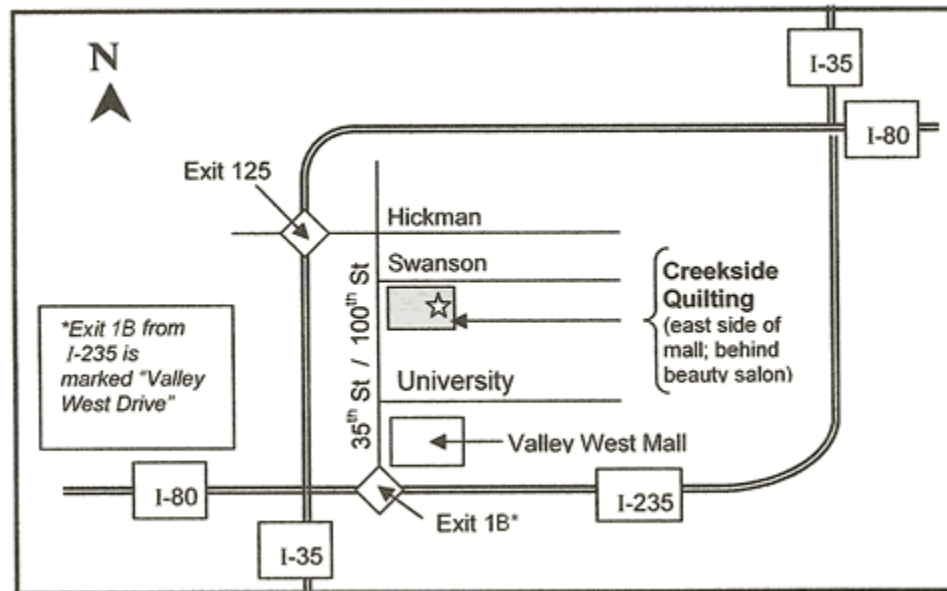 N
I-35
I-80
Exit 125
Hickman
Swanson
35th St / 100th St
Creekside
Quilting
(east side of
mall; behind
beauty salon)
*Exit 1B from
I-235 is
marked "Valley
West Drive"
University
Valley West Mall
I-80
I-235
Exit 1B*
I-35